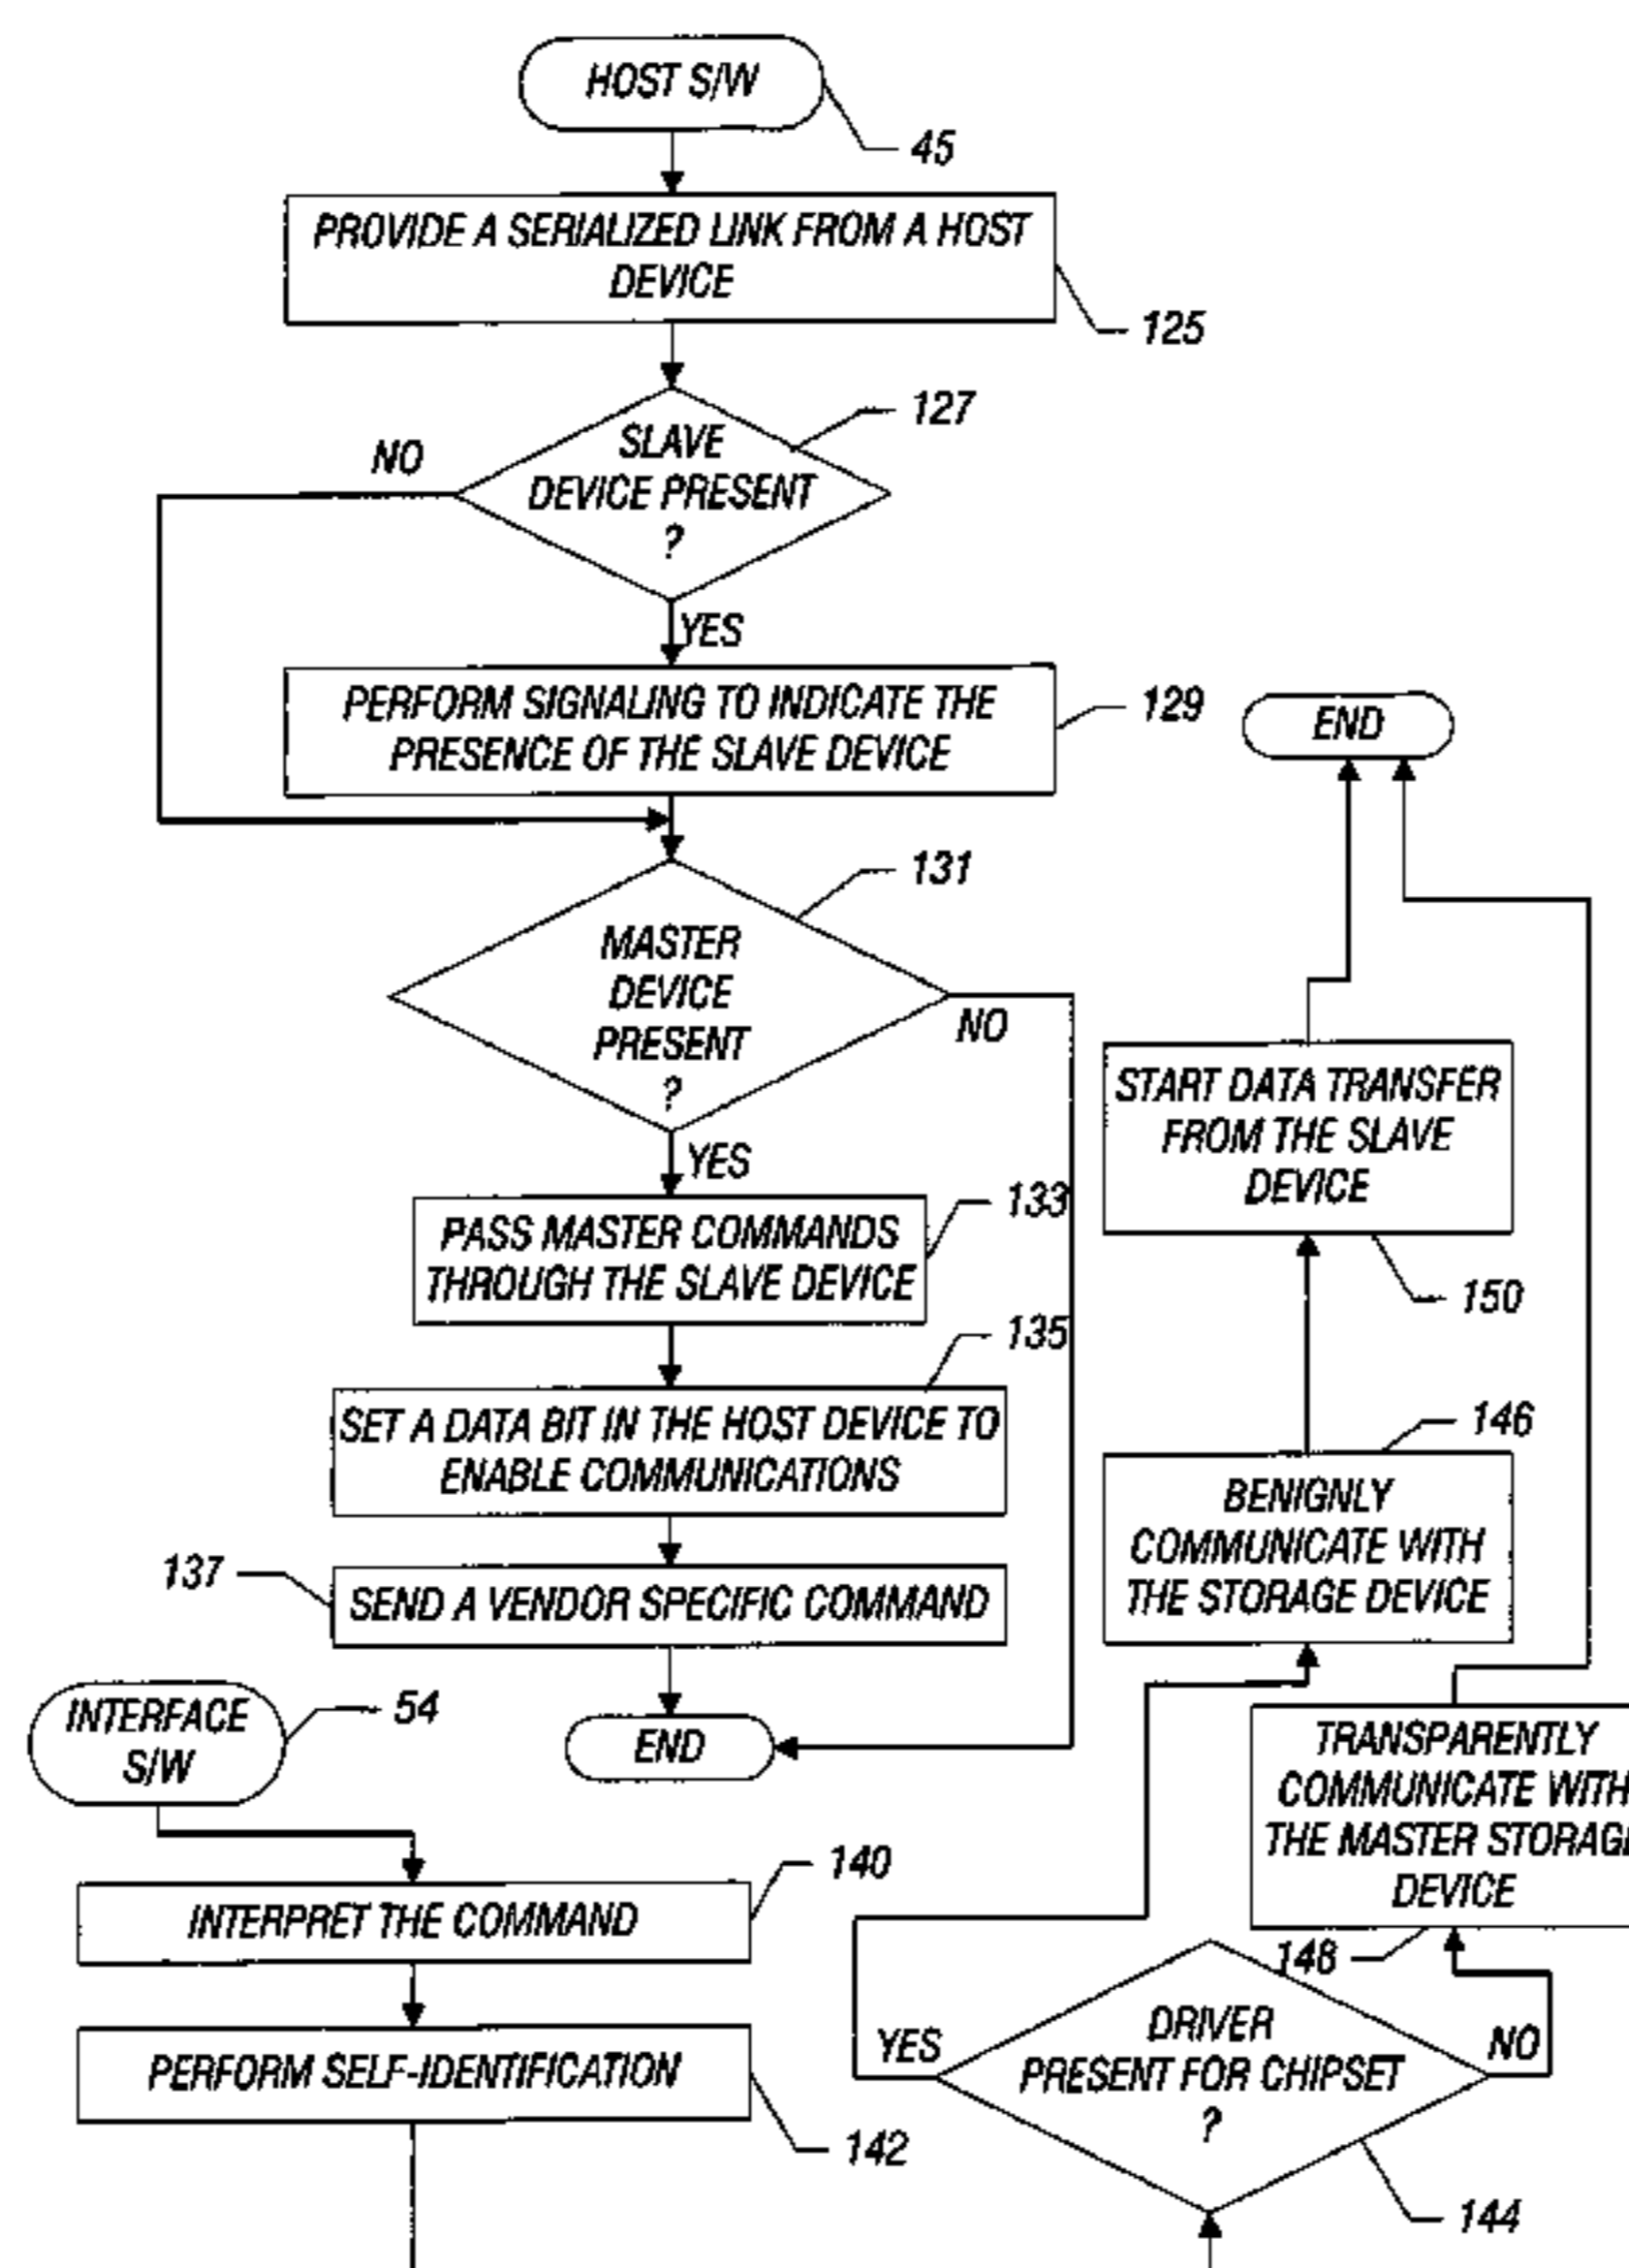 HOST S/W
45
PROVIDE A SERIALIZED LINK FROM A HOST
DEVICE
125
127
NO
SLAVE
DEVICE PRESENT
?
YES
PERFORM SIGNALING TO INDICATE THE
PRESENCE OF THE SLAVE DEVICE
129
131
MASTER
DEVICE
PRESENT
?
NO
YES
PASS MASTER COMMANDS
THROUGH THE SLAVE DEVICE
133
135
SET A DATA BIT IN THE HOST DEVICE TO
ENABLE COMMUNICATIONS
137
SEND A VENDOR SPECIFIC COMMAND
END
INTERFACE
S/W
54
140
INTERPRET THE COMMAND
PERFORM SELF-IDENTIFICATION
142
END
START DATA TRANSFER
FROM THE SLAVE
DEVICE
150
146
BENIGNLY
COMMUNICATE WITH
THE STORAGE DEVICE
TRANSPARENTLY
COMMUNICATE WITH
THE MASTER STORAGE
DEVICE
148
YES
DRIVER
PRESENT FOR CHIPSET
?
NO
144